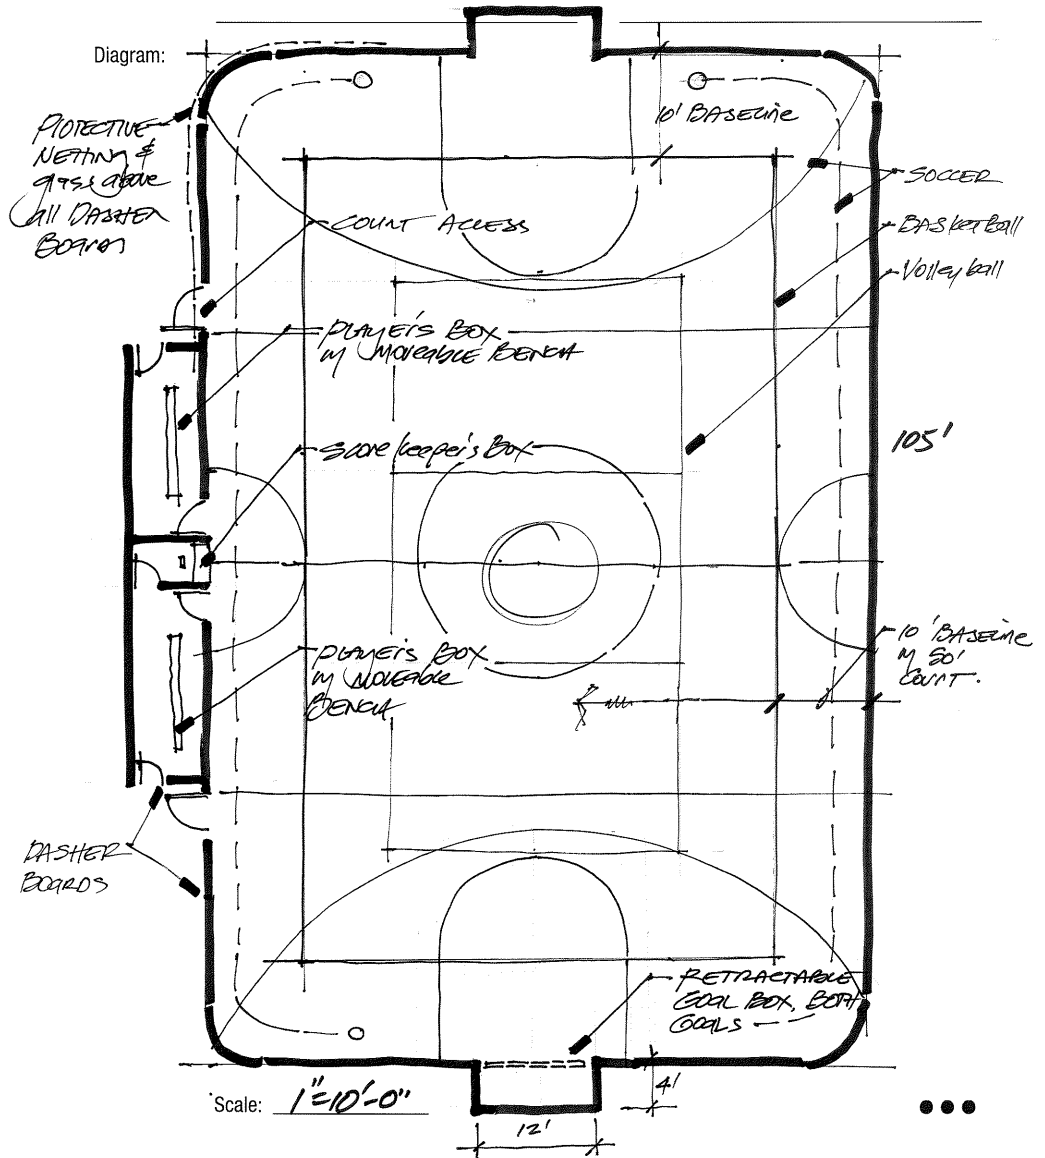 Diagram:
PROTECTIVE
NETTING &
glass above
all DASHER
BOARDS
10' BASELINE
SOCCER
BASKETBALL
Volleyball
COURT ACCESS
PLAYER'S BOX
W/ MOVEABLE BENCH
SCORE KEEPER'S BOX
105'
PLAYER'S BOX
W/ MOVEABLE
BENCH
10' BASELINE
W/ 50'
COURT.
DASHER
BOARDS
RETRACTABLE
GOAL BOX, BOTH
GOALS
4'
12'
Scale: 1"=10'-0"